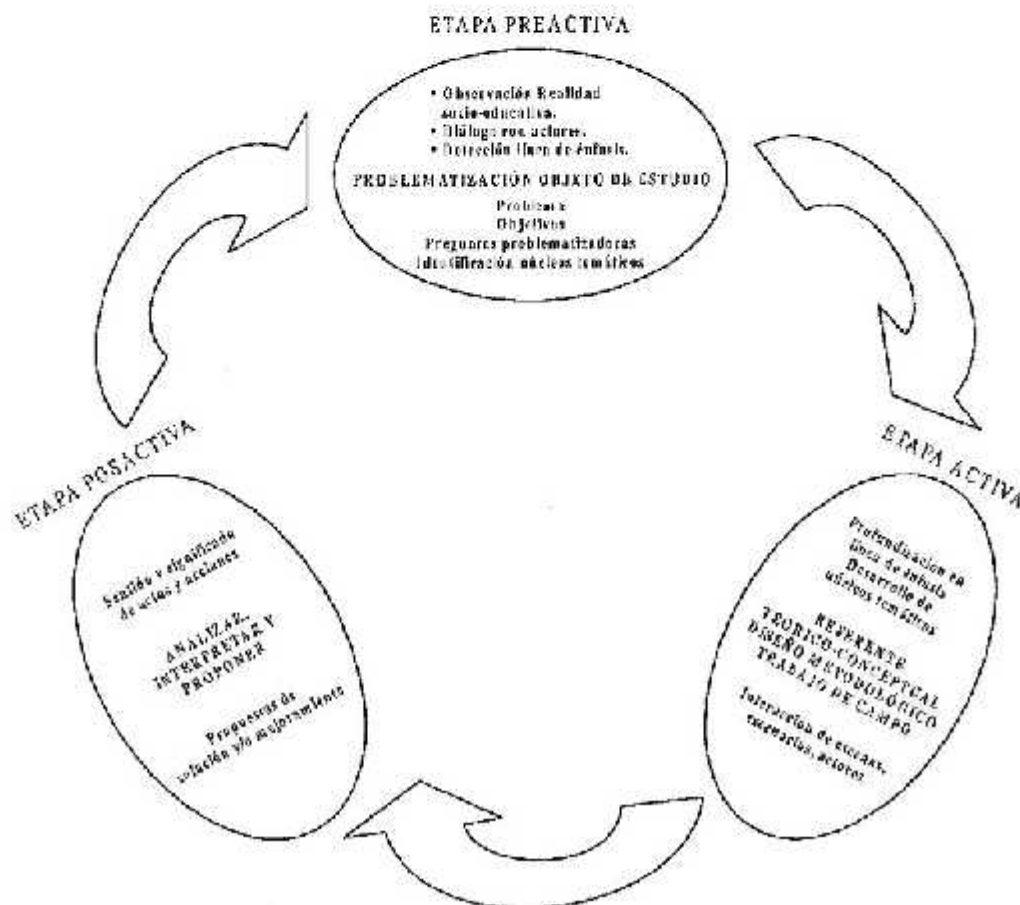 ETAPA PREACTIVA
• Observación Realidad
socio-educativa.
• Diálogo con actores.
• Detección línea de énfasis.
PROBLEMATIZACIÓN OBJETO DE ESTUDIO
Problema
Objetivos
Preguntas problematizadoras
Identificación núcleos temáticos
ETAPA ACTIVA
Profundización en
línea de énfasis
Desarrollo de
núcleos temáticos
REFERENTE
TEÓRICO-CONCEPTUAL
DISEÑO METODOLÓGICO
TRABAJO DE CAMPO
Interacción de escenas,
escenarios, actores
ETAPA POSACTIVA
Sentido y significado
de actos y acciones
ANALIZAR,
INTERPRETAR Y
PROPONER
Propuestas de
solución y/o mejoramiento